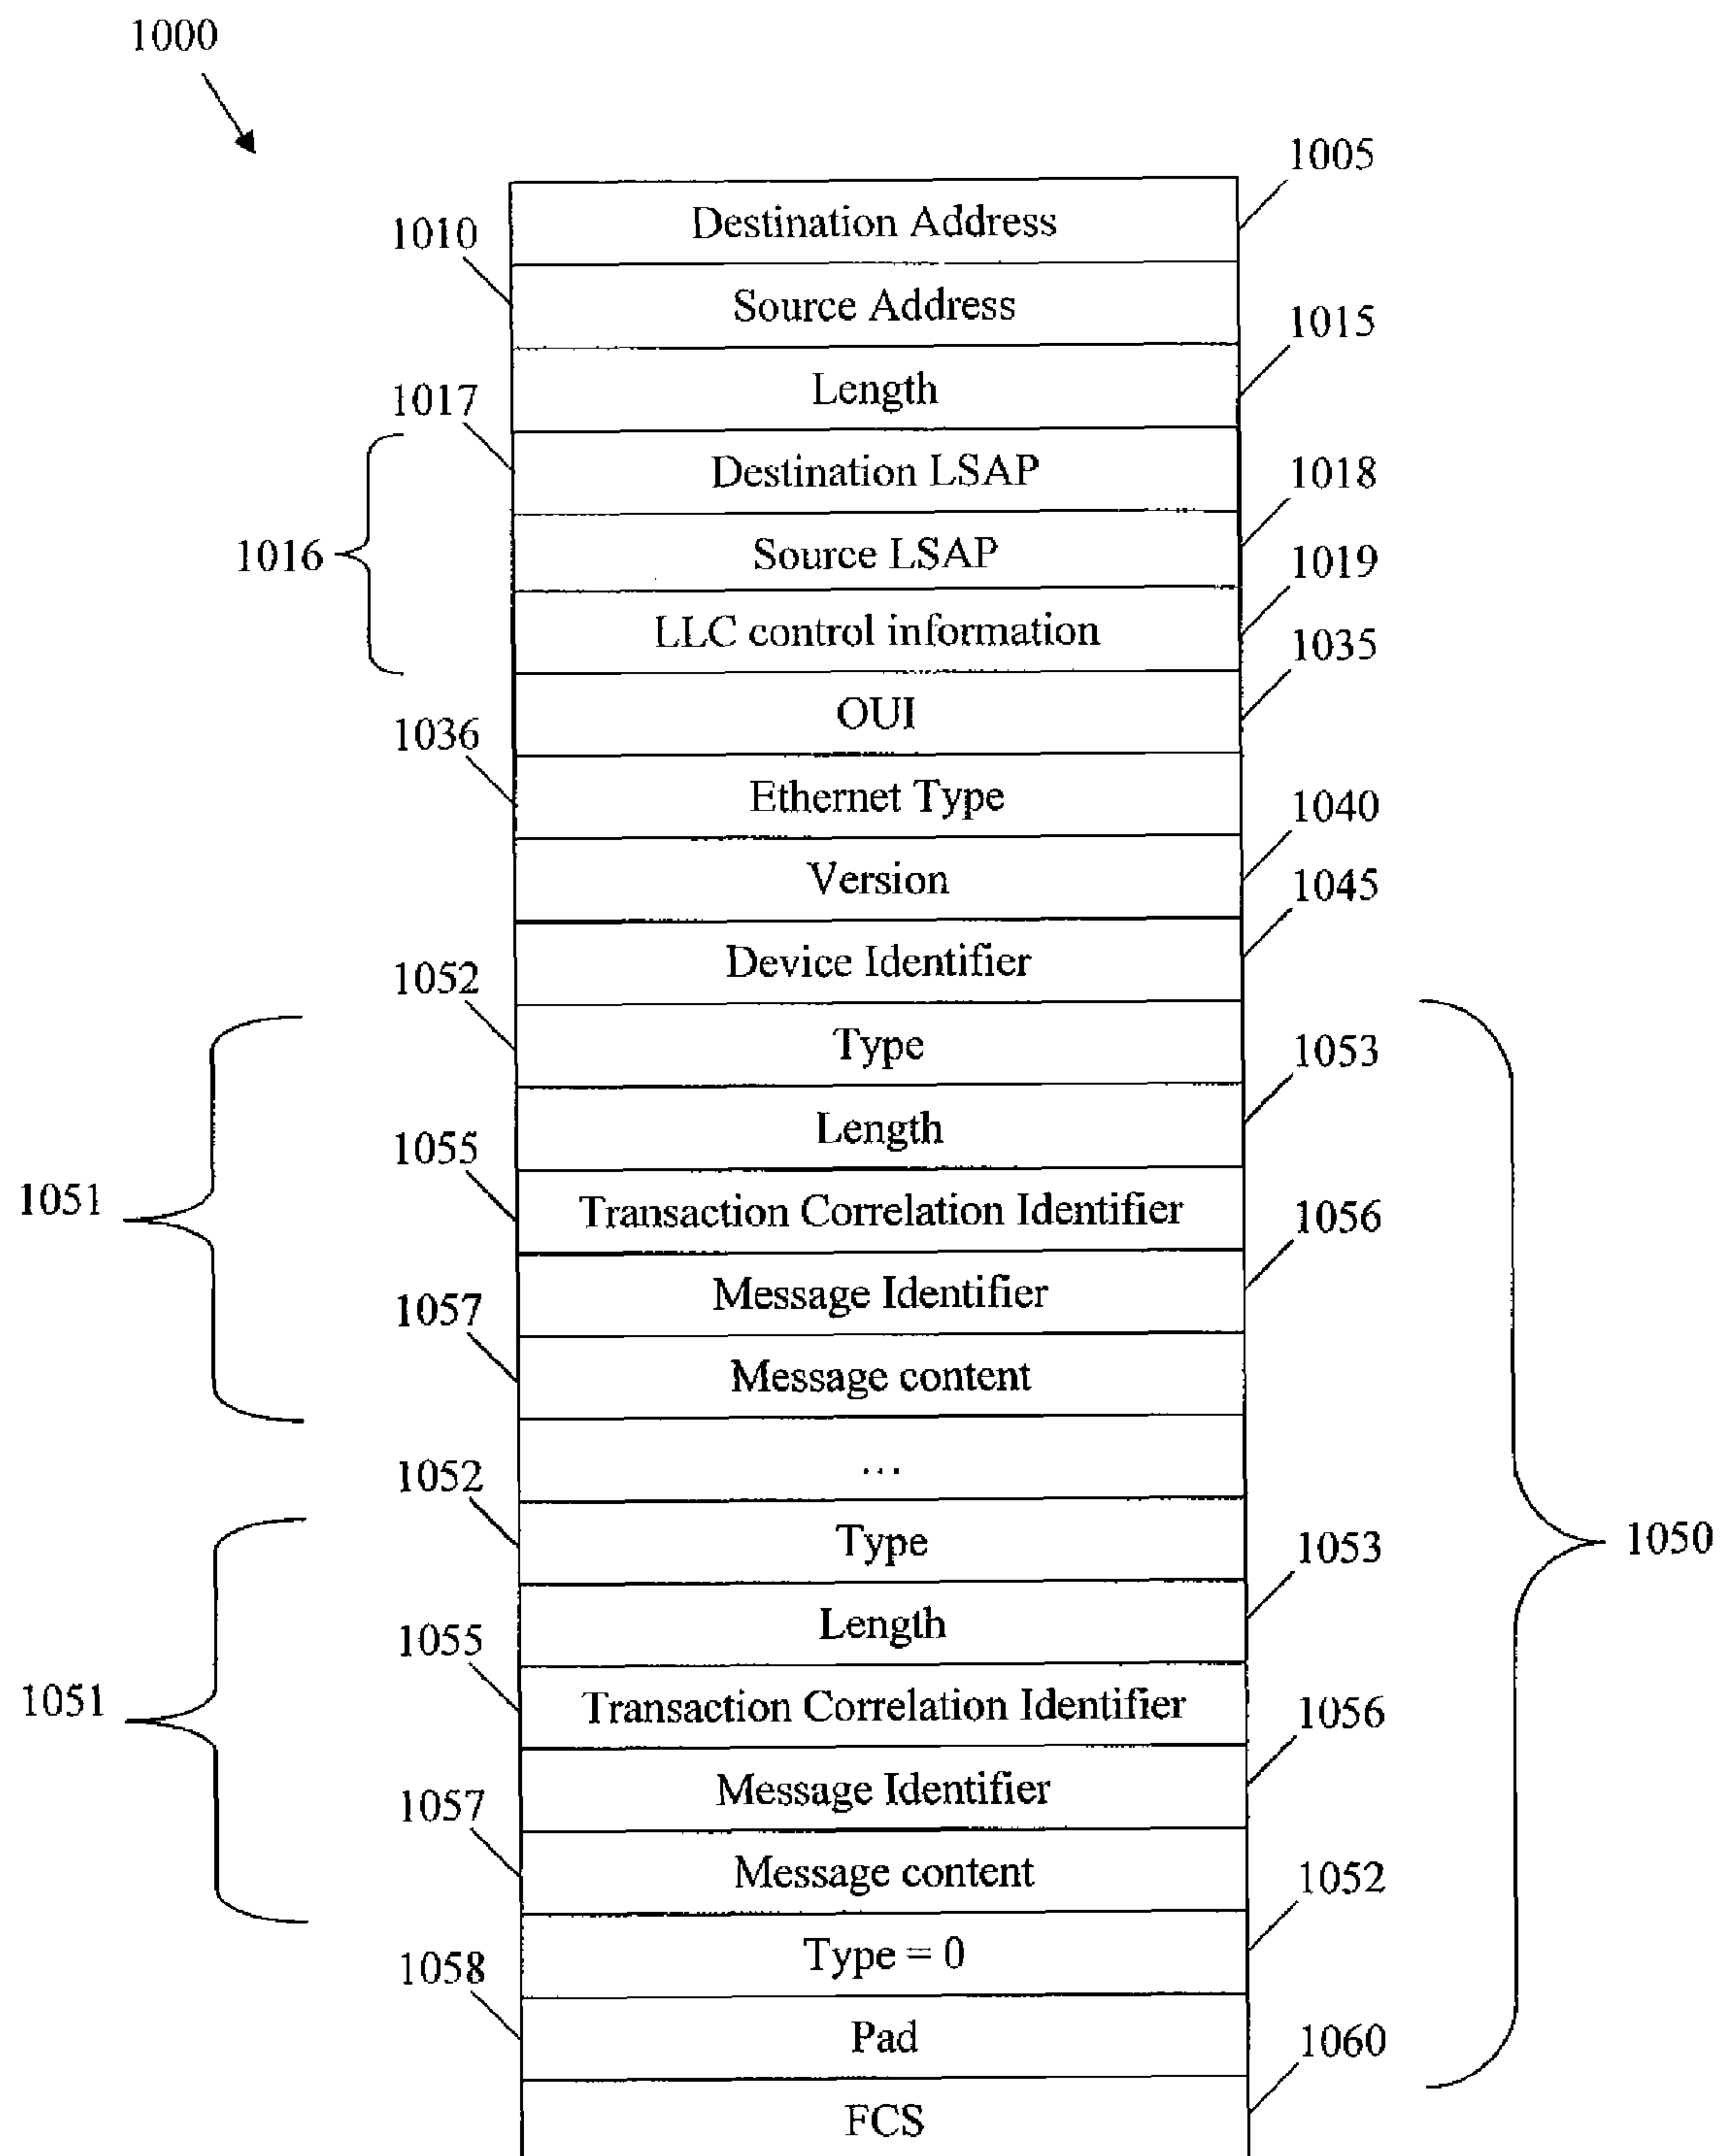 1000
1005
Destination Address
1010
Source Address
1015
Length
1017
Destination LSAP
1018
1016
Source LSAP
1019
LLC control information
1035
OUI
1036
Ethernet Type
1040
Version
1045
Device Identifier
1052
Type
1053
Length
1055
1051
Transaction Correlation Identifier
1056
Message Identifier
1057
Message content
...
1052
Type
1053
1050
Length
1055
1051
Transaction Correlation Identifier
1056
Message Identifier
1057
Message content
1052
Type = 0
1058
Pad
1060
FCS